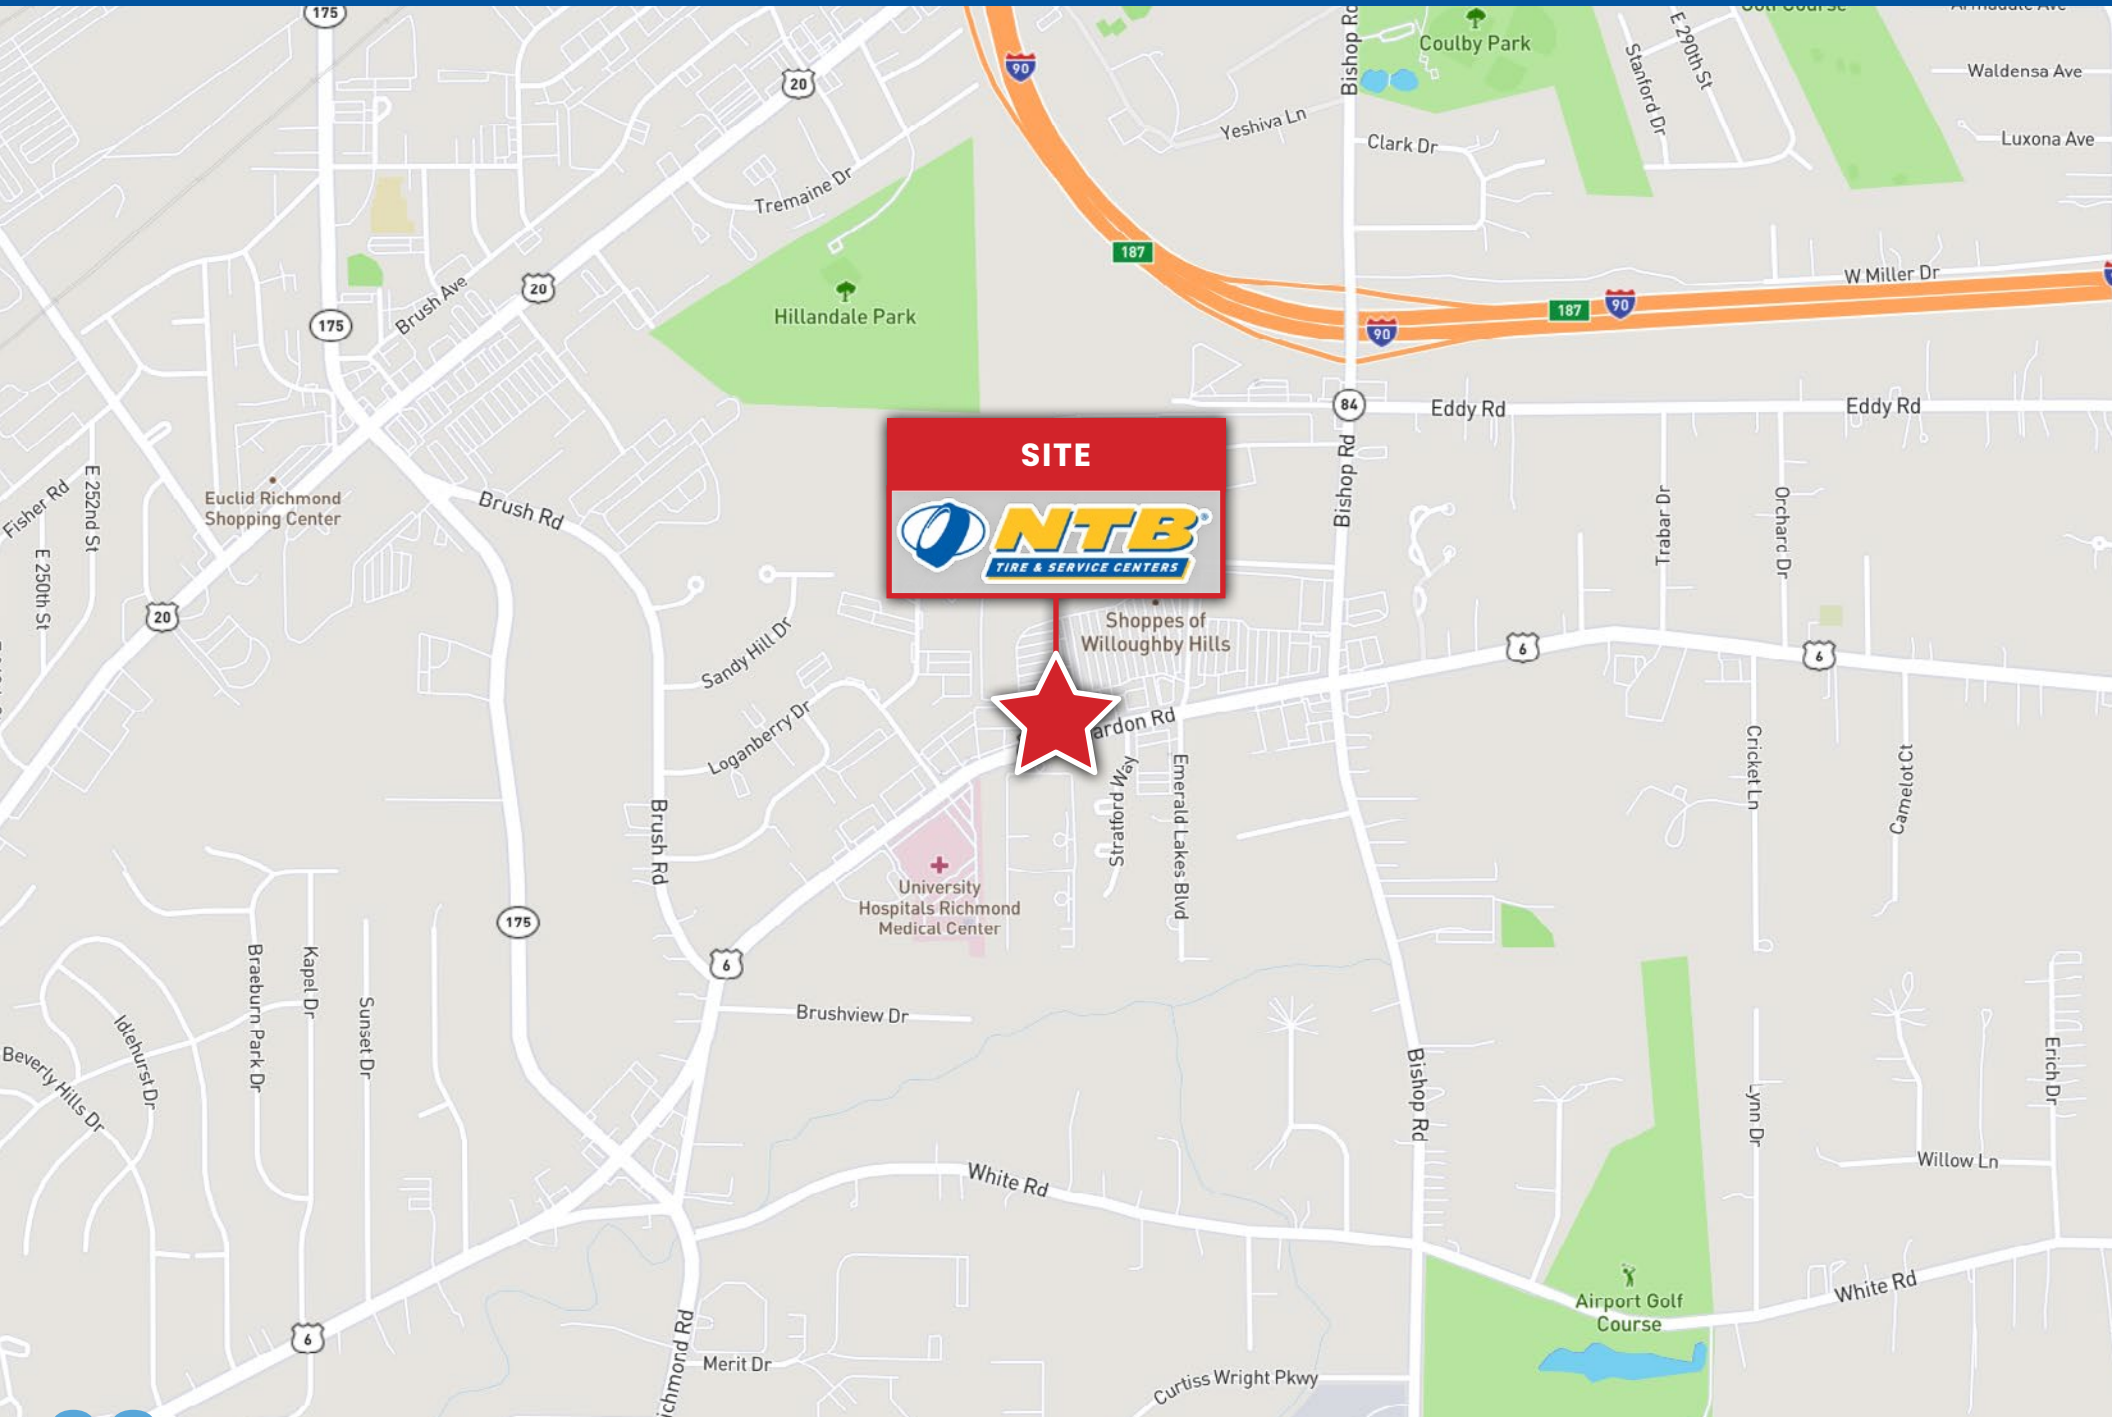 175
20
90
Bishop Rd
Coulby Park
Golf Course
E 290th St
Stanford Dr
Armadale Ave
Waldensa Ave
Luxona Ave
Yeshiva Ln
Clark Dr
Tremaine Dr
187
W Miller Dr
20
Brush Ave
175
Hillandale Park
187
90
90
84
Eddy Rd
Eddy Rd
SITE
NTB®
TIRE & SERVICE CENTERS
Bishop Rd
Fisher Rd
E 252nd St
E 250th St
Euclid Richmond
Shopping Center
Brush Rd
Trabar Dr
Orchard Dr
20
Sandy Hill Dr
Shoppes of
Willoughby Hills
6
6
Loganberry Dr
ardon Rd
Stratford Way
Emerald Lakes Blvd
Cricket Ln
Camelot Ct
Brush Rd
University
Hospitals Richmond
Medical Center
175
6
Braeburn Park Dr
Kapel Dr
Sunset Dr
Idlehurst Dr
Beverly Hills Dr
Brushview Dr
Bishop Rd
Lynn Dr
Erich Dr
Willow Ln
White Rd
Airport Golf
Course
White Rd
6
ichmond Rd
Merit Dr
Curtiss Wright Pkwy